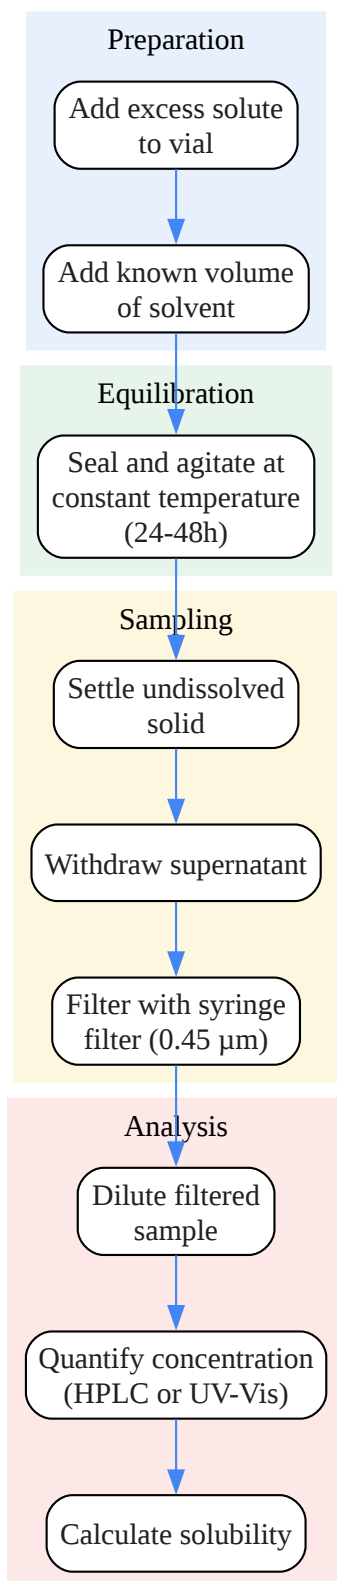 Preparation
Add excess solute
to vial
Add known volume
of solvent
Equilibration
Seal and agitate at
constant temperature
(24-48h)
Sampling
Settle undissolved
solid
Withdraw supernatant
Filter with syringe
filter (0.45 µm)
Analysis
Dilute filtered
sample
Quantify concentration
(HPLC or UV-Vis)
Calculate solubility